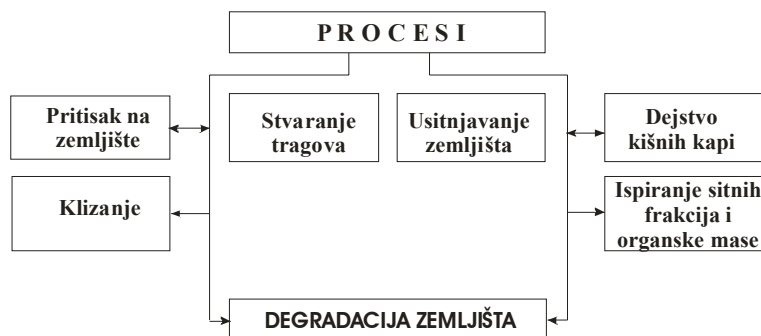 P R O C E S I
Pritisak na
zemljište
Stvaranje
tragova
Usitnjavanje
zemljišta
Dejstvo
kišnih kapi
Klizanje
Ispiranje sitnih
frakcija i
organske mase
DEGRADACIJA ZEMLJIŠTA